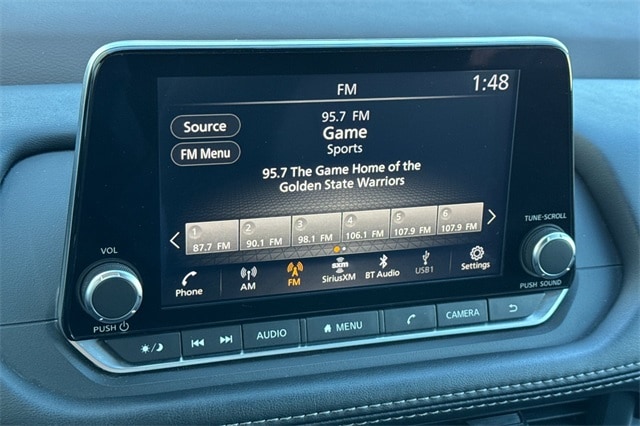 FM
1:48
95.7 FM
Game
Sports
Source
FM Menu
95.7 The Game Home of the
Golden State Warriors
1 2 3 4 5 6
87.7 FM 90.1 FM 98.1 FM 106.1 FM 107.9 FM 107.9 FM
Phone AM FM sxm SiriusXM BT Audio USB1 Settings
VOL
PUSH
TUNE·SCROLL
PUSH SOUND
AUDIO MENU CAMERA